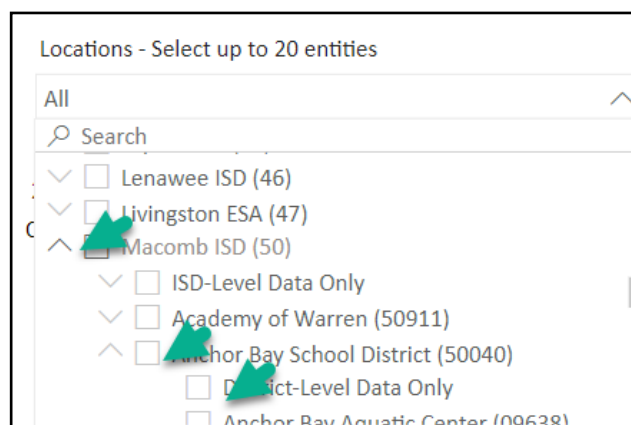 Locations - Select up to 20 entities
All
Search
Lenawee ISD (46)
Livingston ESA (47)
Macomb ISD (50)
ISD-Level Data Only
Academy of Warren (50911)
Anchor Bay School District (50040)
District-Level Data Only
Anchor Bay Aquatic Center (09638)